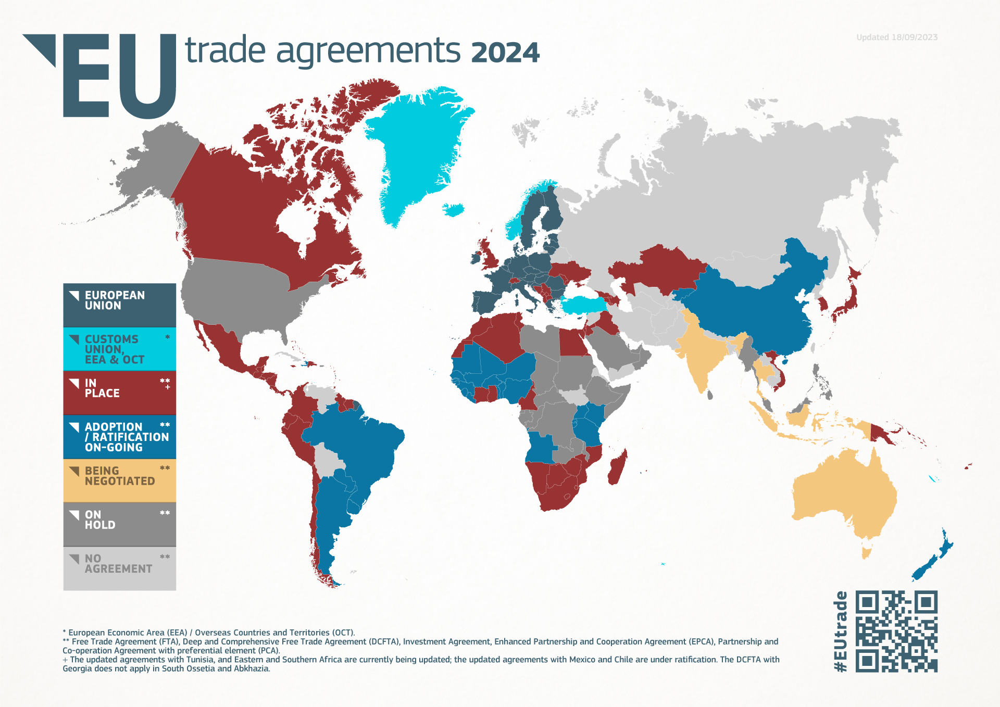 EU trade agreements 2024
Updated 18/09/2023
EUROPEAN
UNION
CUSTOMS *
UNION,
EEA & OCT
IN **
PLACE +
ADOPTION **
/ RATIFICATION
ON-GOING
BEING **
NEGOTIATED
ON **
HOLD
NO **
AGREEMENT
#EUtrade
* European Economic Area (EEA) / Overseas Countries and Territories (OCT).
** Free Trade Agreement (FTA), Deep and Comprehensive Free Trade Agreement (DCFTA), Investment Agreement, Enhanced Partnership and Cooperation Agreement (EPCA), Partnership and
Co-operation Agreement with preferential element (PCA).
+ The updated agreements with Tunisia, and Eastern and Southern Africa are currently being updated; the updated agreements with Mexico and Chile are under ratification. The DCFTA with
Georgia does not apply in South Ossetia and Abkhazia.